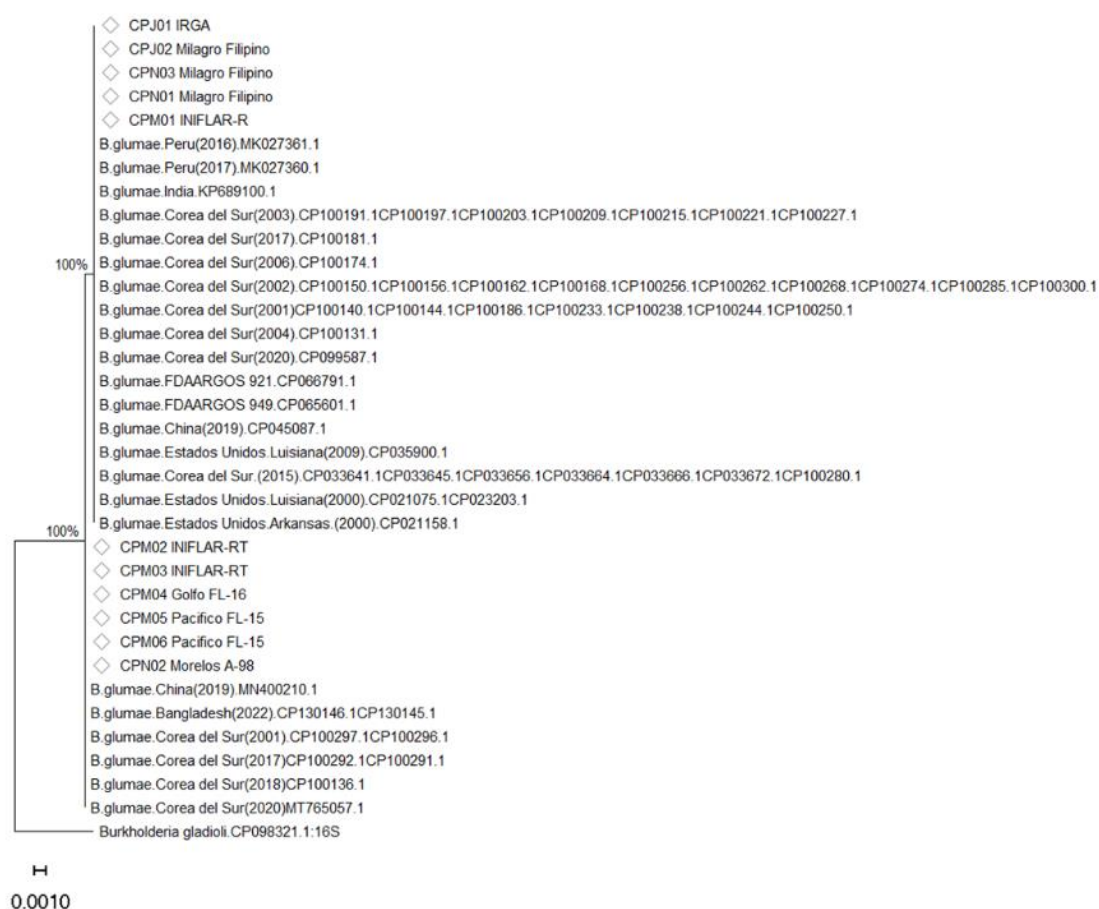 CPJ01 IRGA
CPJ02 Milagro Filipino
CPN03 Milagro Filipino
CPN01 Milagro Filipino
CPM01 INIFLAR-R
B.glumae.Peru(2016).MK027361.1
B.glumae.Peru(2017).MK027360.1
B.glumae.India.KP689100.1
B.glumae.Corea del Sur(2003).CP100191.1CP100197.1CP100203.1CP100209.1CP100215.1CP100221.1CP100227.1
B.glumae.Corea del Sur(2017).CP100181.1
100% B.glumae.Corea del Sur(2006).CP100174.1
B.glumae.Corea del Sur(2002).CP100150.1CP100156.1CP100162.1CP100168.1CP100256.1CP100262.1CP100268.1CP100274.1CP100285.1CP100300.1
B.glumae.Corea del Sur(2001)CP100140.1CP100144.1CP100186.1CP100233.1CP100238.1CP100244.1CP100250.1
B.glumae.Corea del Sur(2004).CP100131.1
B.glumae.Corea del Sur(2020).CP099587.1
B.glumae.FDAARGOS 921.CP066791.1
B.glumae.FDAARGOS 949.CP065601.1
B.glumae.China(2019).CP045087.1
B.glumae.Estados Unidos.Luisiana(2009).CP035900.1
B.glumae.Corea del Sur.(2015).CP033641.1CP033645.1CP033656.1CP033664.1CP033666.1CP033672.1CP100280.1
B.glumae.Estados Unidos.Luisiana(2000).CP021075.1CP023203.1
100% B.glumae.Estados Unidos.Arkansas.(2000).CP021158.1
CPM02 INIFLAR-RT
CPM03 INIFLAR-RT
CPM04 Golfo FL-16
CPM05 Pacifico FL-15
CPM06 Pacifico FL-15
CPN02 Morelos A-98
B.glumae.China(2019).MN400210.1
B.glumae.Bangladesh(2022).CP130146.1CP130145.1
B.glumae.Corea del Sur(2001).CP100297.1CP100296.1
B.glumae.Corea del Sur(2017)CP100292.1CP100291.1
B.glumae.Corea del Sur(2018)CP100136.1
B.glumae.Corea del Sur(2020)MT765057.1
Burkholderia gladioli.CP098321.1:16S
0.0010